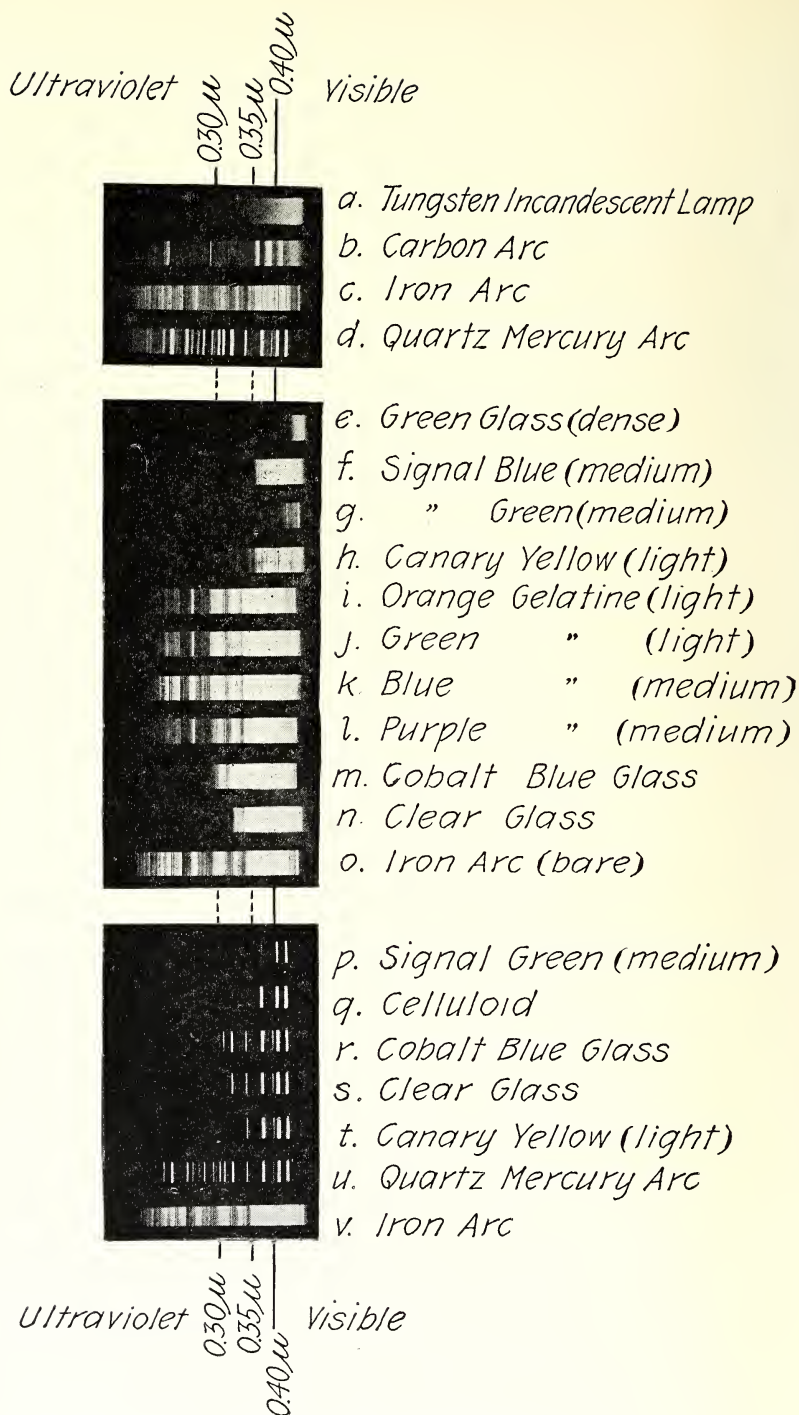 Ultraviolet 0.30µ 0.35µ 0.40µ Visible
a. Tungsten Incandescent Lamp
b. Carbon Arc
c. Iron Arc
d. Quartz Mercury Arc
e. Green Glass (dense)
f. Signal Blue (medium)
g. " Green (medium)
h. Canary Yellow (light)
i. Orange Gelatine (light)
j. Green " (light)
k. Blue " (medium)
l. Purple " (medium)
m. Cobalt Blue Glass
n. Clear Glass
o. Iron Arc (bare)
p. Signal Green (medium)
q. Celluloid
r. Cobalt Blue Glass
s. Clear Glass
t. Canary Yellow (light)
u. Quartz Mercury Arc
v. Iron Arc
Ultraviolet 0.30µ 0.35µ 0.40µ Visible